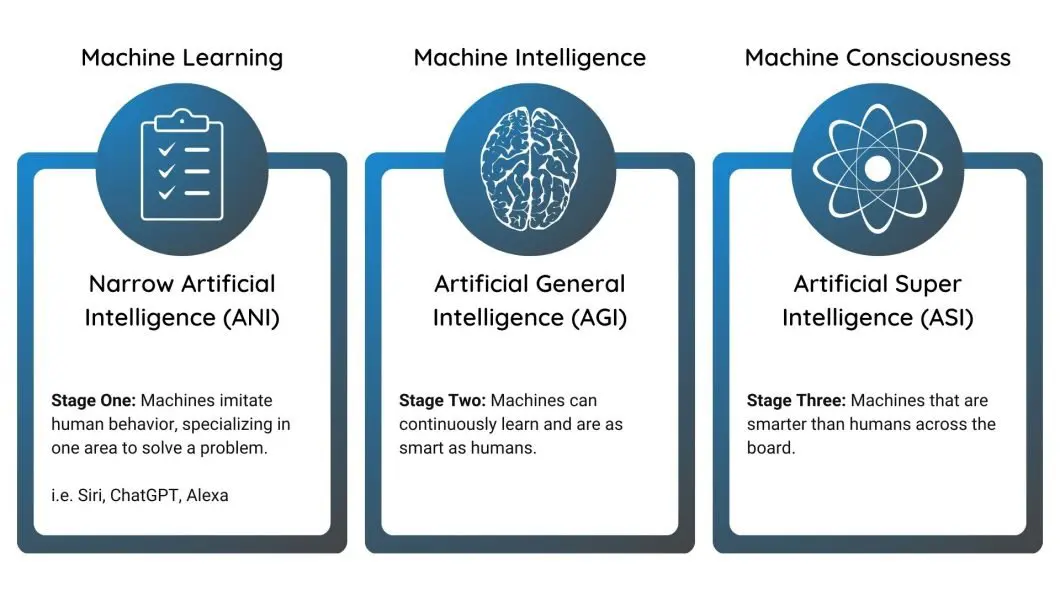 Machine Learning
Narrow Artificial
Intelligence (ANI)
Stage One: Machines imitate
human behavior, specializing in
one area to solve a problem.
i.e. Siri, ChatGPT, Alexa
Machine Intelligence
Artificial General
Intelligence (AGI)
Stage Two: Machines can
continuously learn and are as
smart as humans.
Machine Consciousness
Artificial Super
Intelligence (ASI)
Stage Three: Machines that are
smarter than humans across the
board.